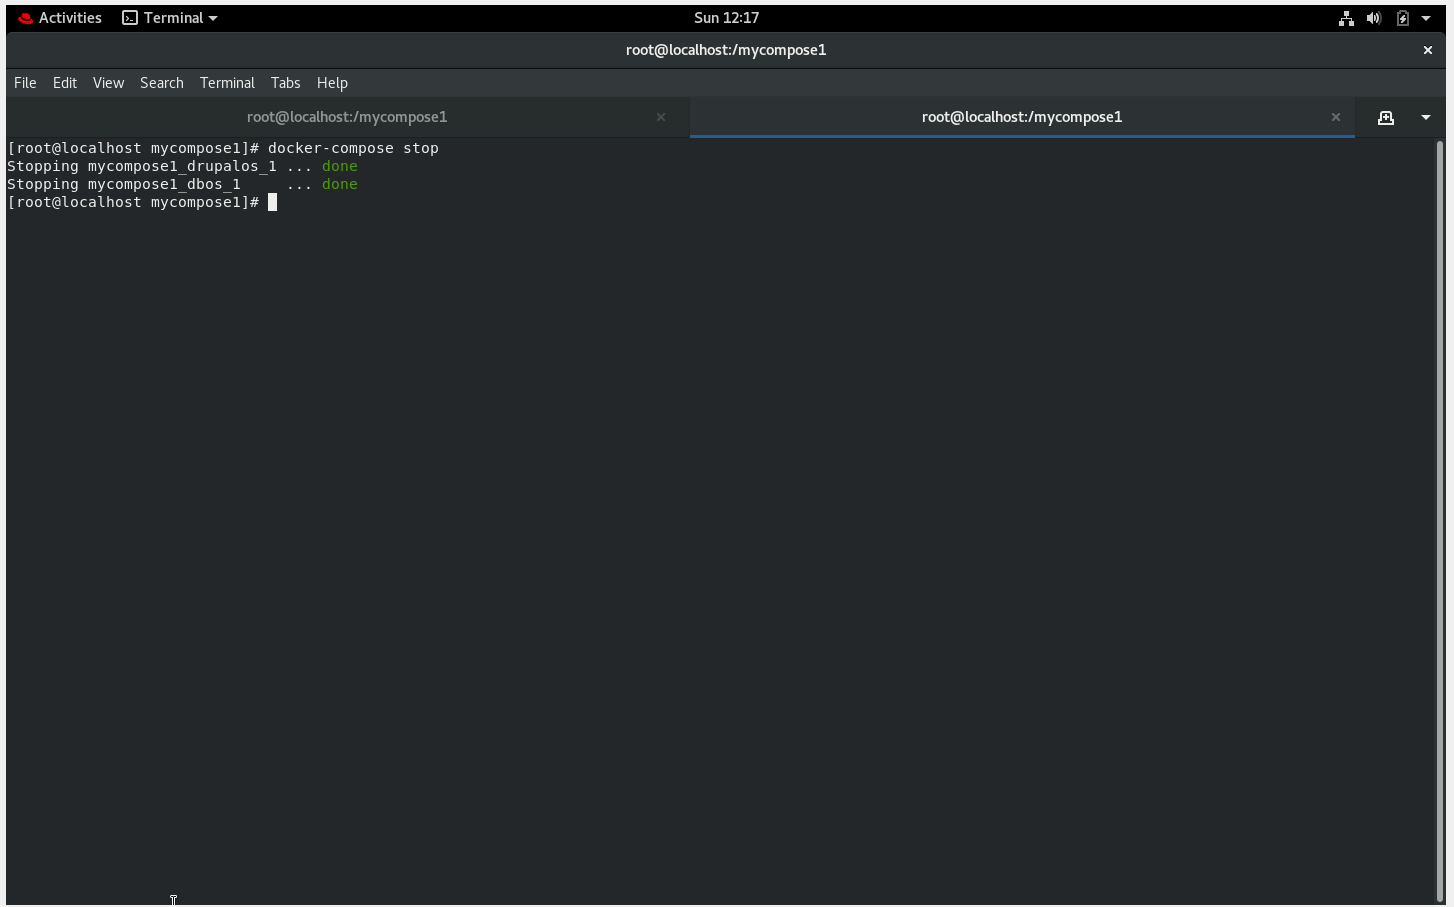 Activities Terminal Sun 12:17
root@localhost:/mycompose1
File Edit View Search Terminal Tabs Help
root@localhost:/mycompose1 root@localhost:/mycompose1
[root@localhost mycompose1]# docker-compose stop
Stopping mycompose1_drupalos_1 ... done
Stopping mycompose1_dbos_1     ... done
[root@localhost mycompose1]#